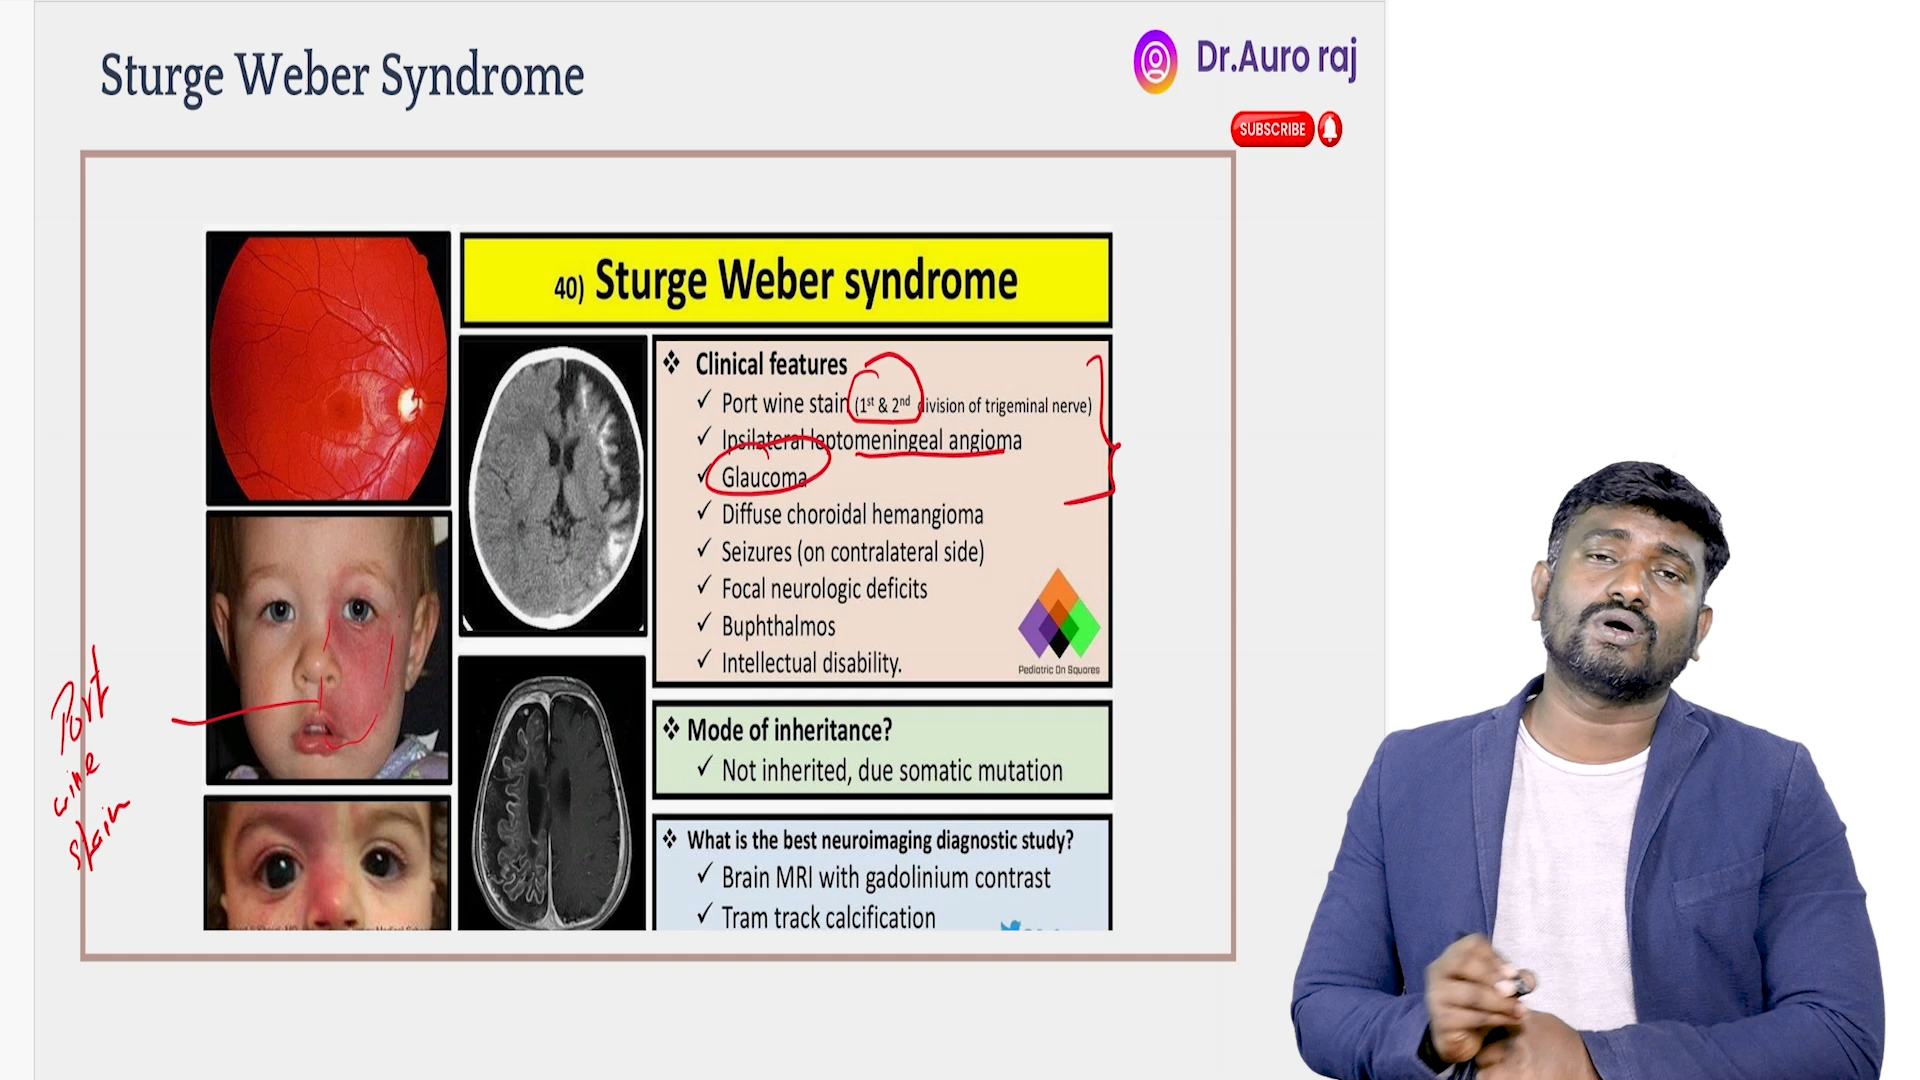 Sturge Weber Syndrome
Dr.Auro raj
SUBSCRIBE
40) Sturge Weber syndrome
Clinical features
Port wine stain (1st & 2nd division of trigeminal nerve)
Ipsilateral leptomeningeal angioma
Glaucoma
Diffuse choroidal hemangioma
Seizures (on contralateral side)
Focal neurologic deficits
Buphthalmos
Intellectual disability.
Pediatric On Squares
Mode of inheritance?
Not inherited, due somatic mutation
What is the best neuroimaging diagnostic study?
Brain MRI with gadolinium contrast
Tram track calcification
Port
wine
stain